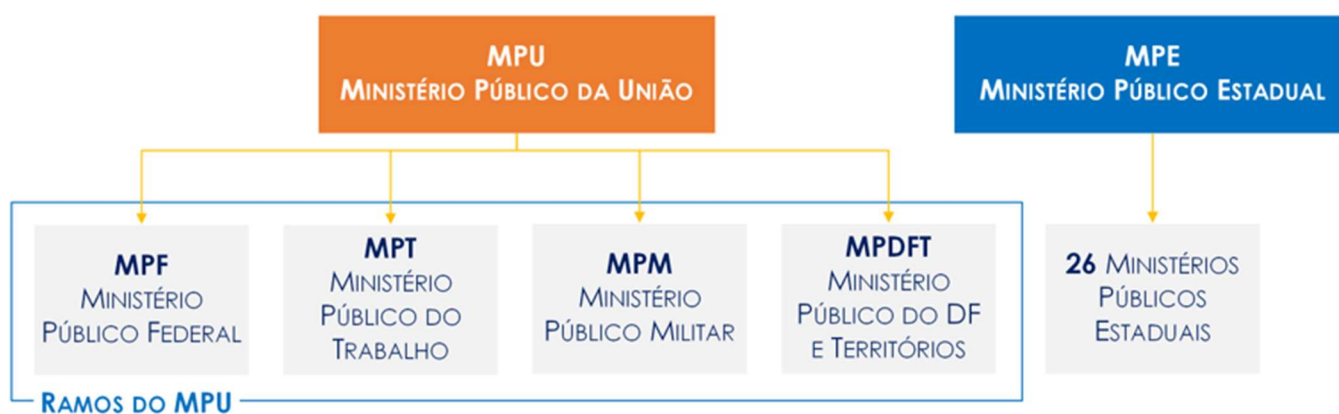 MPU
MINISTÉRIO PÚBLICO DA UNIÃO
MPE
MINISTÉRIO PÚBLICO ESTADUAL
MPF
MINISTÉRIO
PÚBLICO FEDERAL
MPT
MINISTÉRIO
PÚBLICO DO
TRABALHO
MPM
MINISTÉRIO
PÚBLICO MILITAR
MPDFT
MINISTÉRIO
PÚBLICO DO DF
E TERRITÓRIOS
26 MINISTÉRIOS
PÚBLICOS
ESTADUAIS
RAMOS DO MPU